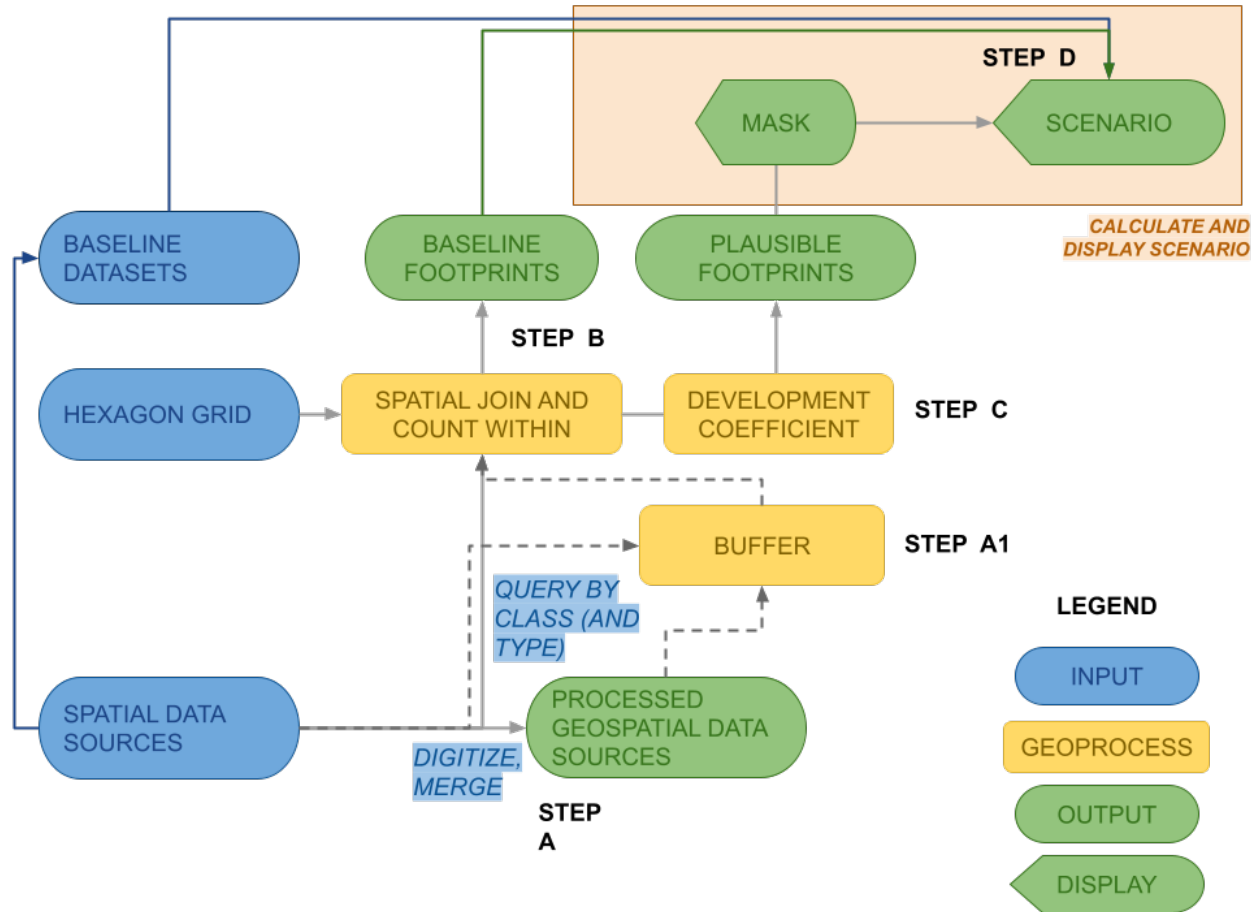 STEP D
MASK
SCENARIO
CALCULATE AND
DISPLAY SCENARIO
BASELINE
DATASETS
BASELINE
FOOTPRINTS
PLAUSIBLE
FOOTPRINTS
STEP B
HEXAGON GRID
SPATIAL JOIN AND
COUNT WITHIN
DEVELOPMENT
COEFFICIENT
STEP C
BUFFER
STEP A1
QUERY BY
CLASS (AND
TYPE)
SPATIAL DATA
SOURCES
DIGITIZE,
MERGE
PROCESSED
GEOSPATIAL DATA
SOURCES
STEP
A
LEGEND
INPUT
GEOPROCESS
OUTPUT
DISPLAY